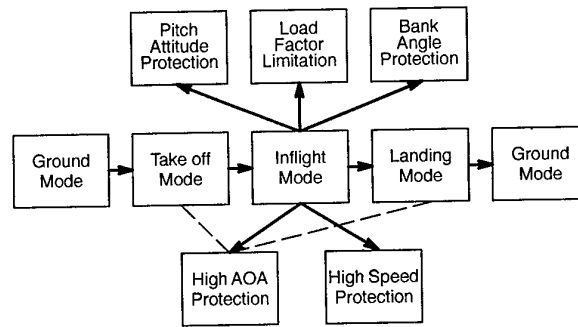 Pitch
Attitude
Protection
Load
Factor
Limitation
Bank
Angle
Protection
Ground
Mode
Take off
Mode
Inflight
Mode
Landing
Mode
Ground
Mode
High AOA
Protection
High Speed
Protection